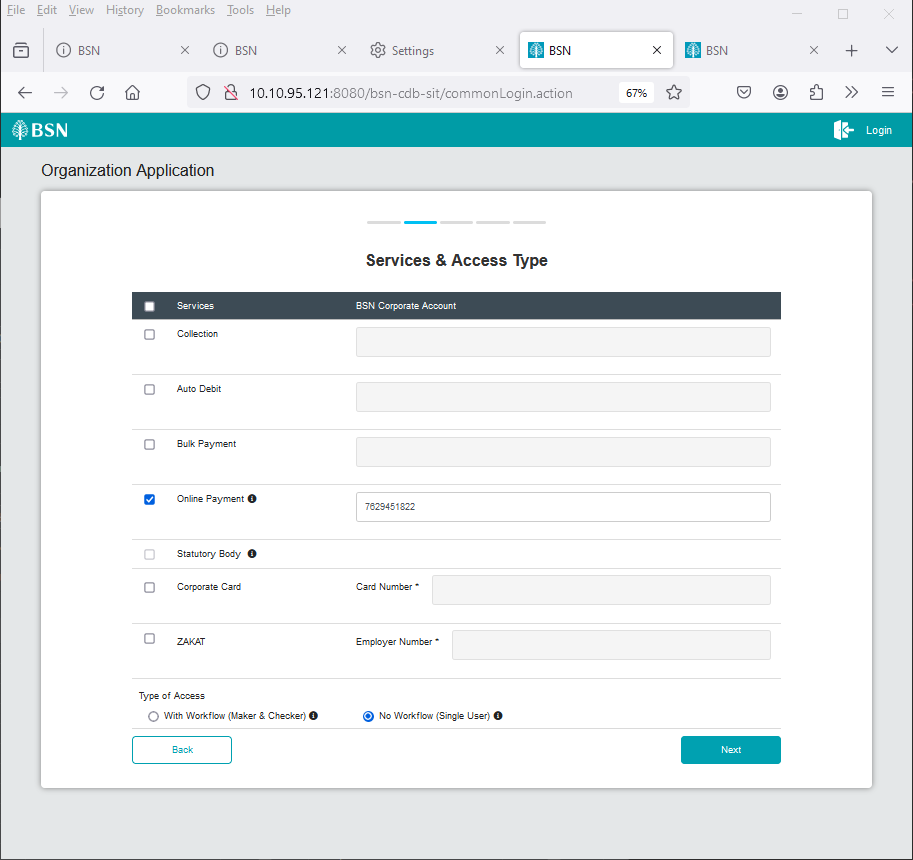 File Edit View History Bookmarks Tools Help
BSN BSN Settings BSN BSN
10.10.95.121:8080/bsn-cdb-sit/commonLogin.action 67%
BSN Login
Organization Application
Services & Access Type
Services BSN Corporate Account
Collection
Auto Debit
Bulk Payment
Online Payment 7629451822
Statutory Body
Corporate Card Card Number *
ZAKAT Employer Number *
Type of Access
With Workflow (Maker & Checker) No Workflow (Single User)
Back Next